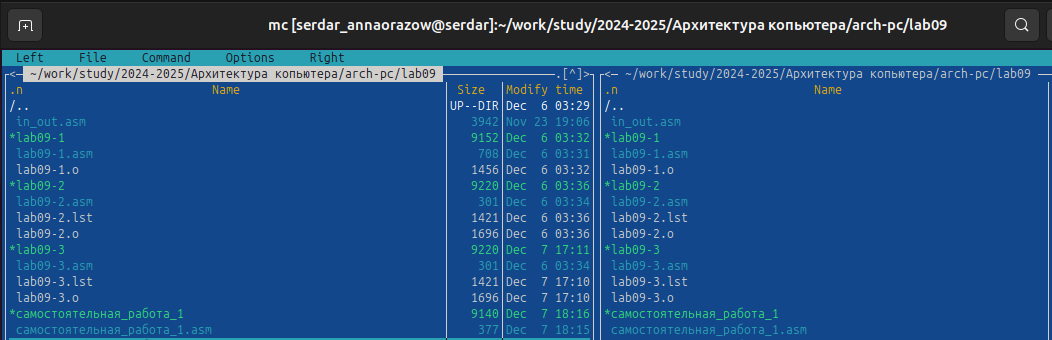 mc [serdar_annaorazow@serdar]:~/work/study/2024-2025/Архитектура копьютера/arch-pc/lab09
Left File Command Options Right
<— ~/work/study/2024-2025/Архитектура копьютера/arch-pc/lab09 —.[^]> <— ~/work/study/2024-2025/Архитектура копьютера/arch-pc/lab09 —
.n Name Size Modify time .n Name
/.. UP--DIR Dec 6 03:29 /..
in_out.asm 3942 Nov 23 19:06 in_out.asm
*lab09-1 9152 Dec 6 03:32 *lab09-1
lab09-1.asm 708 Dec 6 03:31 lab09-1.asm
lab09-1.o 1456 Dec 6 03:32 lab09-1.o
*lab09-2 9220 Dec 6 03:36 *lab09-2
lab09-2.asm 301 Dec 6 03:34 lab09-2.asm
lab09-2.lst 1421 Dec 6 03:36 lab09-2.lst
lab09-2.o 1696 Dec 6 03:36 lab09-2.o
*lab09-3 9220 Dec 7 17:11 *lab09-3
lab09-3.asm 301 Dec 6 03:34 lab09-3.asm
lab09-3.lst 1421 Dec 7 17:10 lab09-3.lst
lab09-3.o 1696 Dec 7 17:10 lab09-3.o
*самостоятельная_работа_1 9140 Dec 7 18:16 *самостоятельная_работа_1
самостоятельная_работа_1.asm 377 Dec 7 18:15 самостоятельная_работа_1.asm